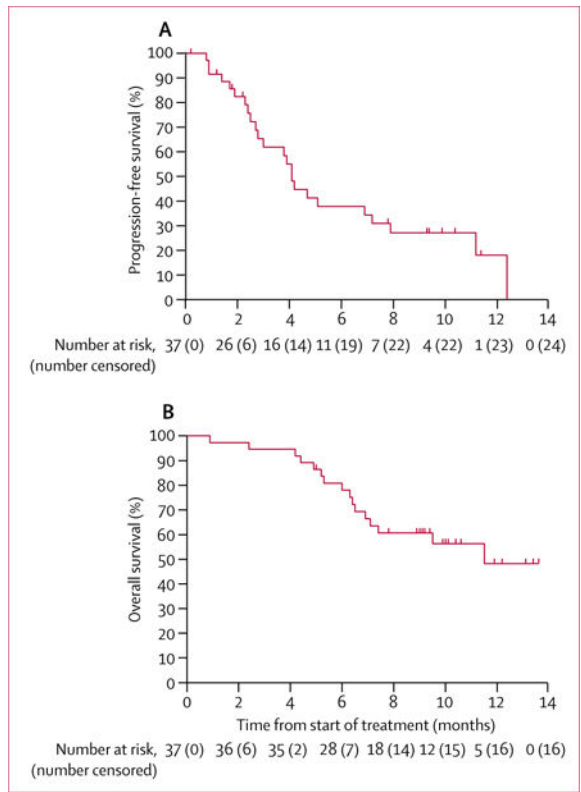 A
Progression-free survival (%)
100
90
80
70
60
50
40
30
20
10
0
0 2 4 6 8 10 12 14
Number at risk, 37 (0) 26 (6) 16 (14) 11 (19) 7 (22) 4 (22) 1 (23) 0 (24)
(number censored)
B
Overall survival (%)
100
90
80
70
60
50
40
30
20
10
0
0 2 4 6 8 10 12 14
Time from start of treatment (months)
Number at risk, 37 (0) 36 (6) 35 (2) 28 (7) 18 (14) 12 (15) 5 (16) 0 (16)
(number censored)